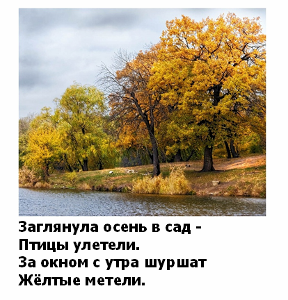 Заглянула осень в сад -
Птицы улетели.
За окном с утра шуршат
Жёлтые метели.